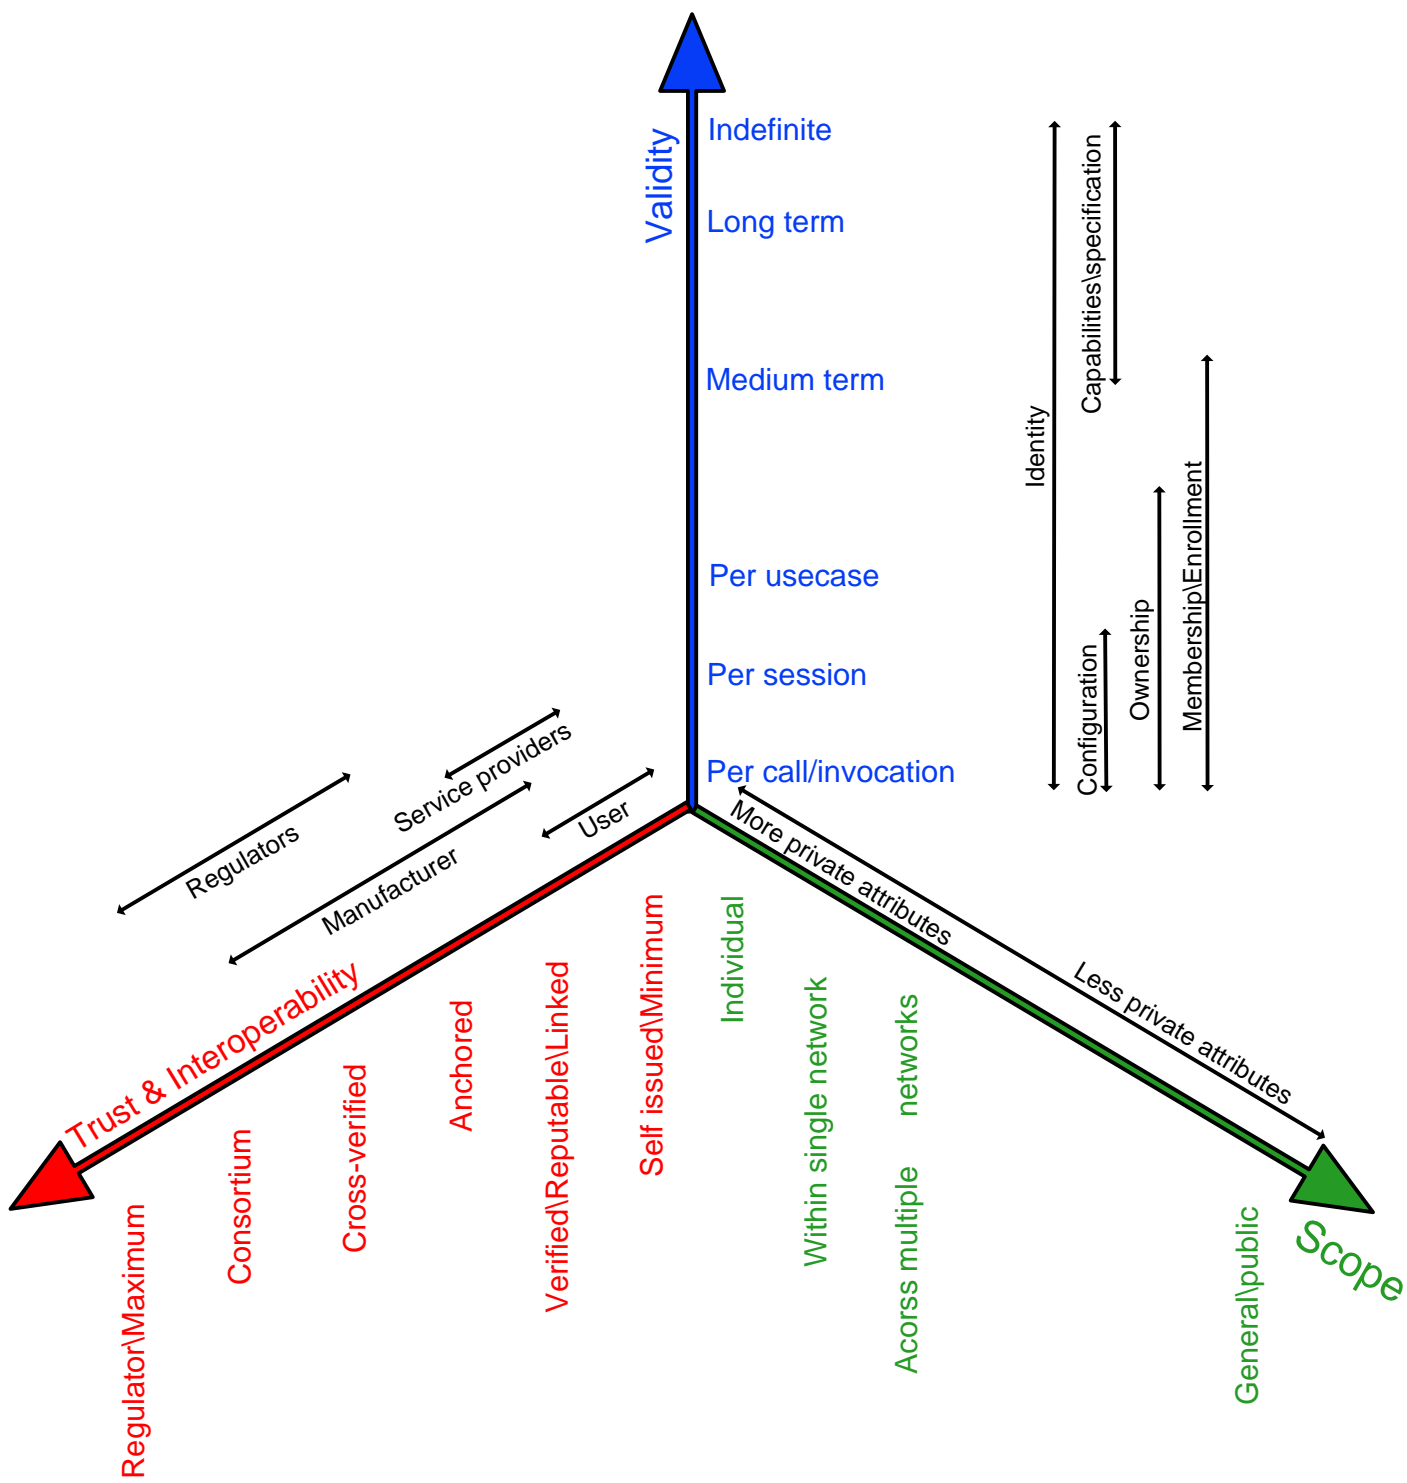 Validity
Indefinite
Long term
Medium term
Per usecase
Per session
Per call/invocation
Identity
Capabilities\specification
Configuration
Ownership
Membership\Enrollment
Regulators
Service providers
Manufacturer
User
More private attributes
Less private attributes
Trust & Interoperability
Regulator\Maximum
Consortium
Cross-verified
Anchored
Verified\Reputable\Linked
Self issued\Minimum
Individual
Within single network
Acorss multiple networks
General\public
Scope